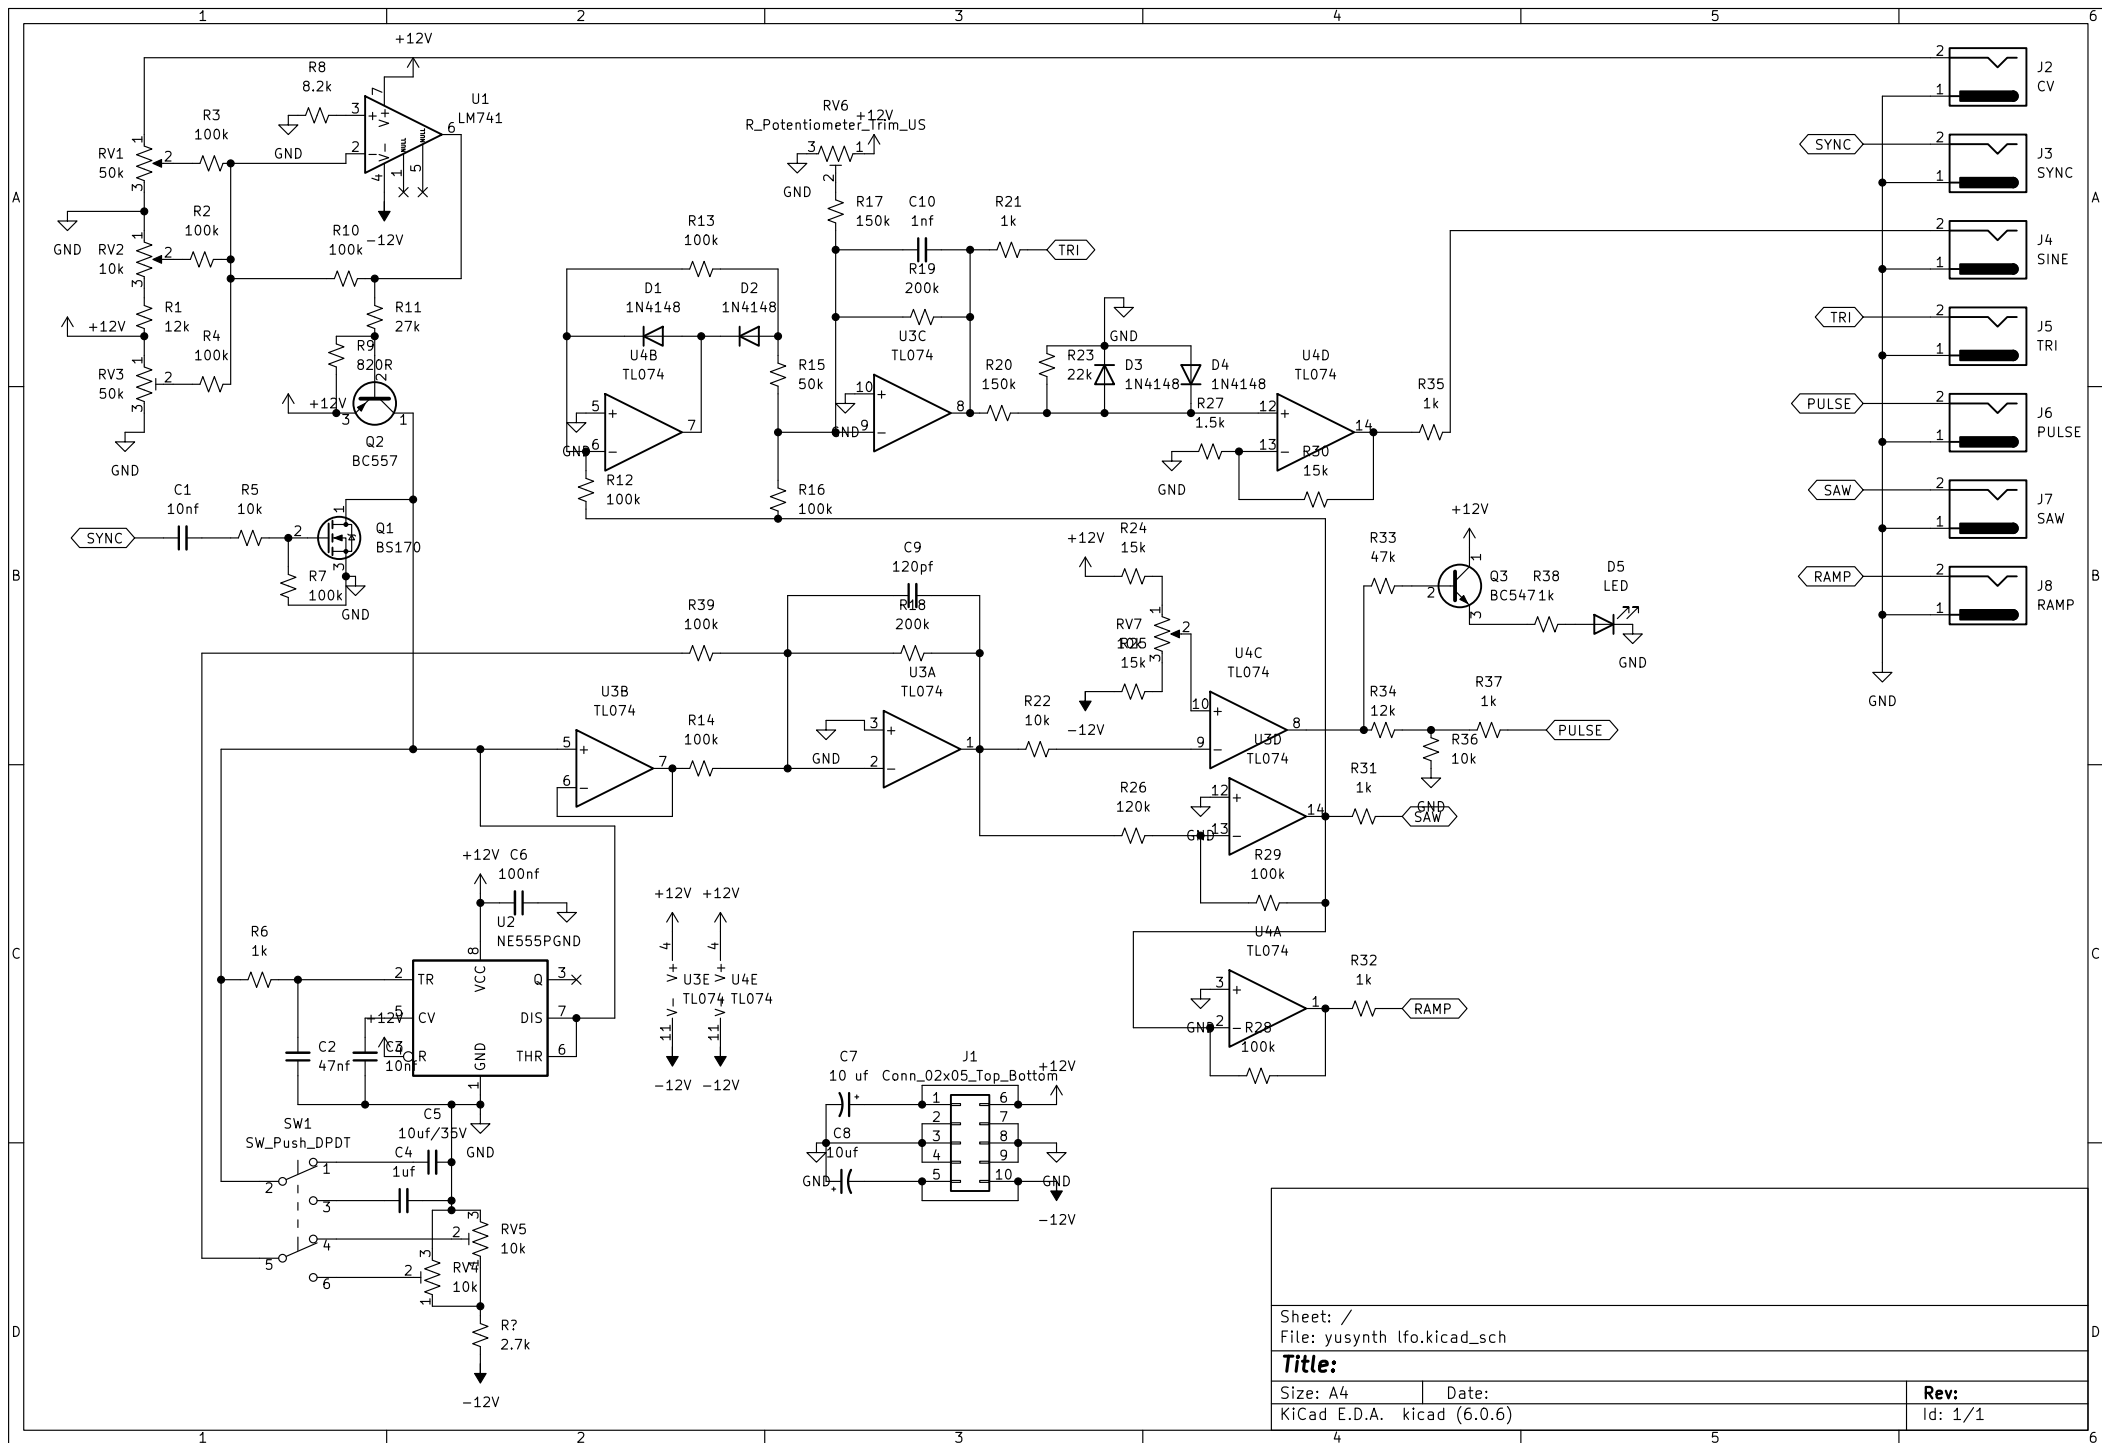 1 2 3 4 5 6
A
B
C
D
+12V
R8
8.2k
U1
LM741
GND
R3
100k
RV1
50k
GND
R2
100k
RV2
10k
R10
100k
-12V
R1
12k
+12V
R4
100k
RV3
50k
GND
R11
27k
R9
820R
+12V
Q2
BC557
C1
10nf
R5
10k
SYNC
R7
100k
Q1
BS170
GND
RV6
R_Potentiometer_Trim_US
+12V
GND
R17
150k
C10
1nf
R21
1k
TRI
R13
100k
D1
1N4148
D2
1N4148
R19
200k
U3C
TL074
U4B
TL074
R15
50k
GND
R12
100k
R16
100k
GND
R20
150k
R23
22k
GND
D3
1N4148
D4
1N4148
R27
1.5k
GND
U4D
TL074
R30
15k
R35
1k
J2
CV
SYNC
J3
SYNC
J4
SINE
TRI
J5
TRI
PULSE
J6
PULSE
SAW
J7
SAW
RAMP
J8
RAMP
GND
R39
100k
C9
120pf
R18
200k
U3A
TL074
U3B
TL074
R14
100k
GND
R22
10k
+12V
R24
15k
RV7
10k
R25
15k
-12V
U4C
TL074
R33
47k
+12V
Q3
BC547
R38
1k
D5
LED
GND
R34
12k
R37
1k
PULSE
R36
10k
GND
U3D
TL074
R26
120k
GND
R31
1k
SAW
R29
100k
U4A
TL074
GND
R28
100k
R32
1k
RAMP
+12V
C6
100nf
GND
U2
NE555P
R6
1k
TR
CV
R
VCC
GND
Q
DIS
THR
+12V
C2
47nf
C3
10nf
GND
+12V +12V
V+ V+
U3E
TL074
U4E
TL074
V- V-
-12V -12V
SW1
SW_Push_DPDT
C5
10uf/35V
C4
1uf
RV5
10k
RV4
10k
R?
2.7k
-12V
C7
10 uf
J1
Conn_02x05_Top_Bottom
+12V
C8
10uf
GND
GND
-12V
Sheet: /
File: yusynth lfo.kicad_sch
Title:
Size: A4 Date: Rev:
KiCad E.D.A. kicad (6.0.6) Id: 1/1